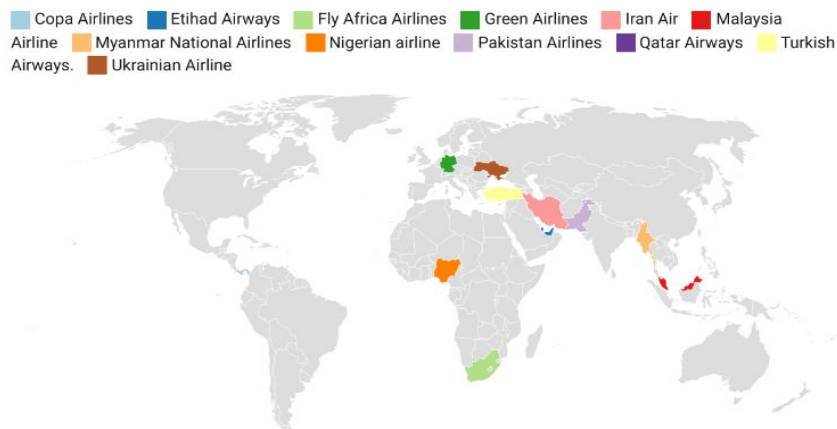 Copa Airlines Etihad Airways Fly Africa Airlines Green Airlines Iran Air Malaysia
Airline Myanmar National Airlines Nigerian airline Pakistan Airlines Qatar Airways Turkish
Airways. Ukrainian Airline